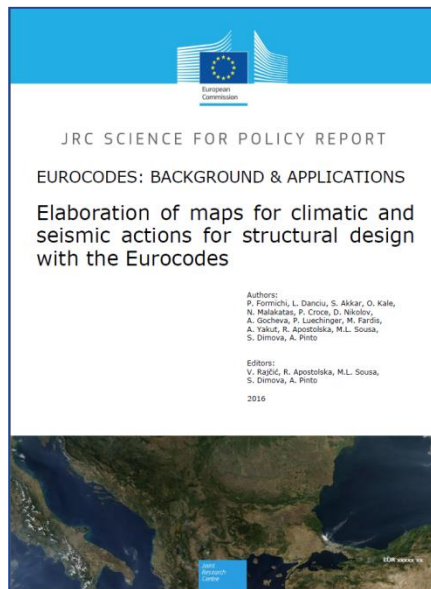 European
Commission
JRC SCIENCE FOR POLICY REPORT
EUROCODES: BACKGROUND & APPLICATIONS
Elaboration of maps for climatic and
seismic actions for structural design
with the Eurocodes
Authors:
P. Formichi, L. Danciu, S. Akkar, O. Kale,
N. Malakatas, P. Croce, D. Nikolov,
A. Gocheva, P. Luechinger, M. Fardis,
A. Yakut, R. Apostolska, M.L. Sousa,
S. Dimova, A. Pinto
Editors:
V. Rajčić, R. Apostolska, M.L. Sousa,
S. Dimova, A. Pinto
2016
Joint
Research
Centre